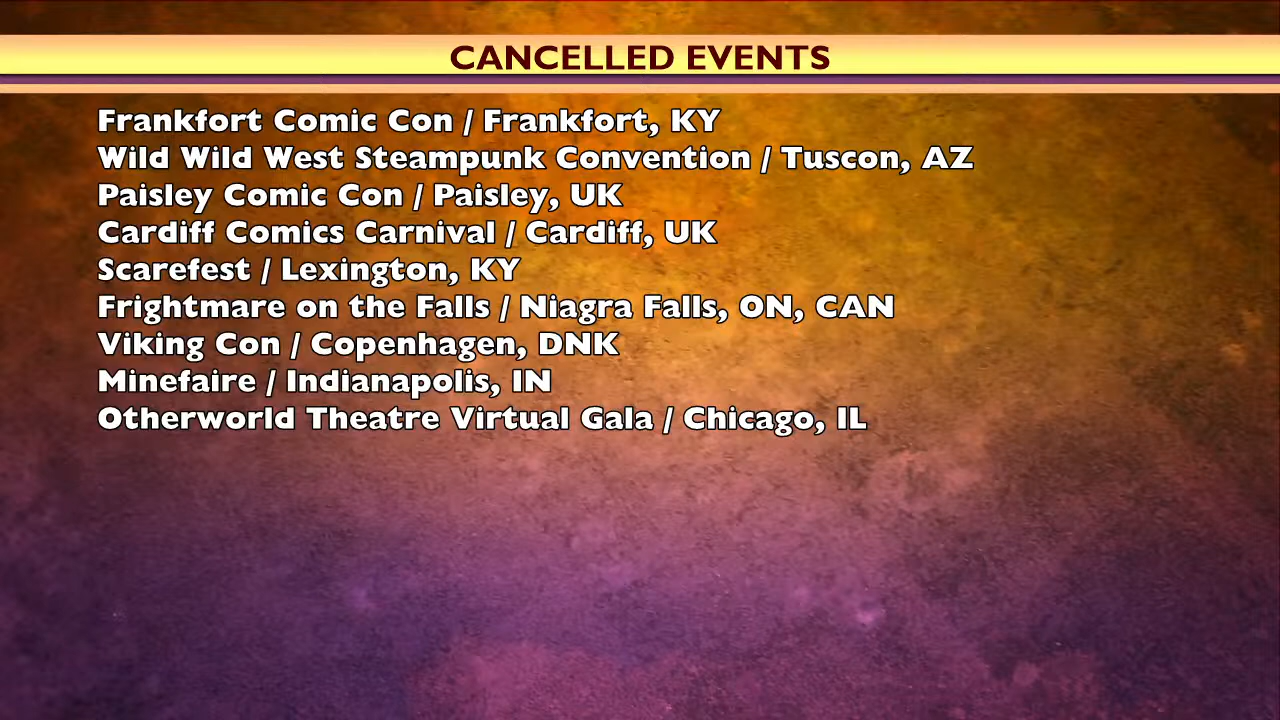 CANCELLED EVENTS
Frankfort Comic Con / Frankfort, KY
Wild Wild West Steampunk Convention / Tuscon, AZ
Paisley Comic Con / Paisley, UK
Cardiff Comics Carnival / Cardiff, UK
Scarefest / Lexington, KY
Frightmare on the Falls / Niagra Falls, ON, CAN
Viking Con / Copenhagen, DNK
Minefaire / Indianapolis, IN
Otherworld Theatre Virtual Gala / Chicago, IL